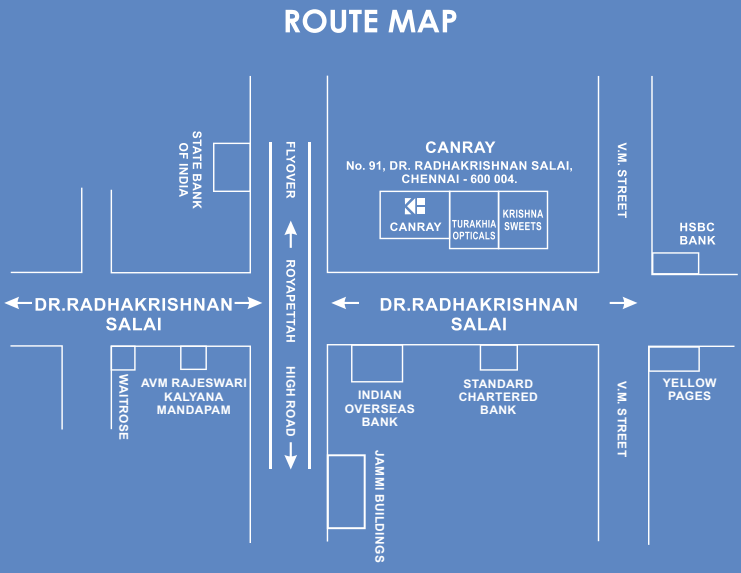 ROUTE MAP
STATE BANK
OF INDIA
FLYOVER
ROYAPETTAH
HIGH ROAD
CANRAY
No. 91, DR. RADHAKRISHNAN SALAI,
CHENNAI - 600 004.
CANRAY
TURAKHIA
OPTICALS
KRISHNA
SWEETS
V.M. STREET
HSBC
BANK
DR.RADHAKRISHNAN
SALAI
DR.RADHAKRISHNAN
SALAI
WAITROSE
AVM RAJESWARI
KALYANA
MANDAPAM
INDIAN
OVERSEAS
BANK
STANDARD
CHARTERED
BANK
V.M. STREET
YELLOW
PAGES
JAMMI BUILDINGS